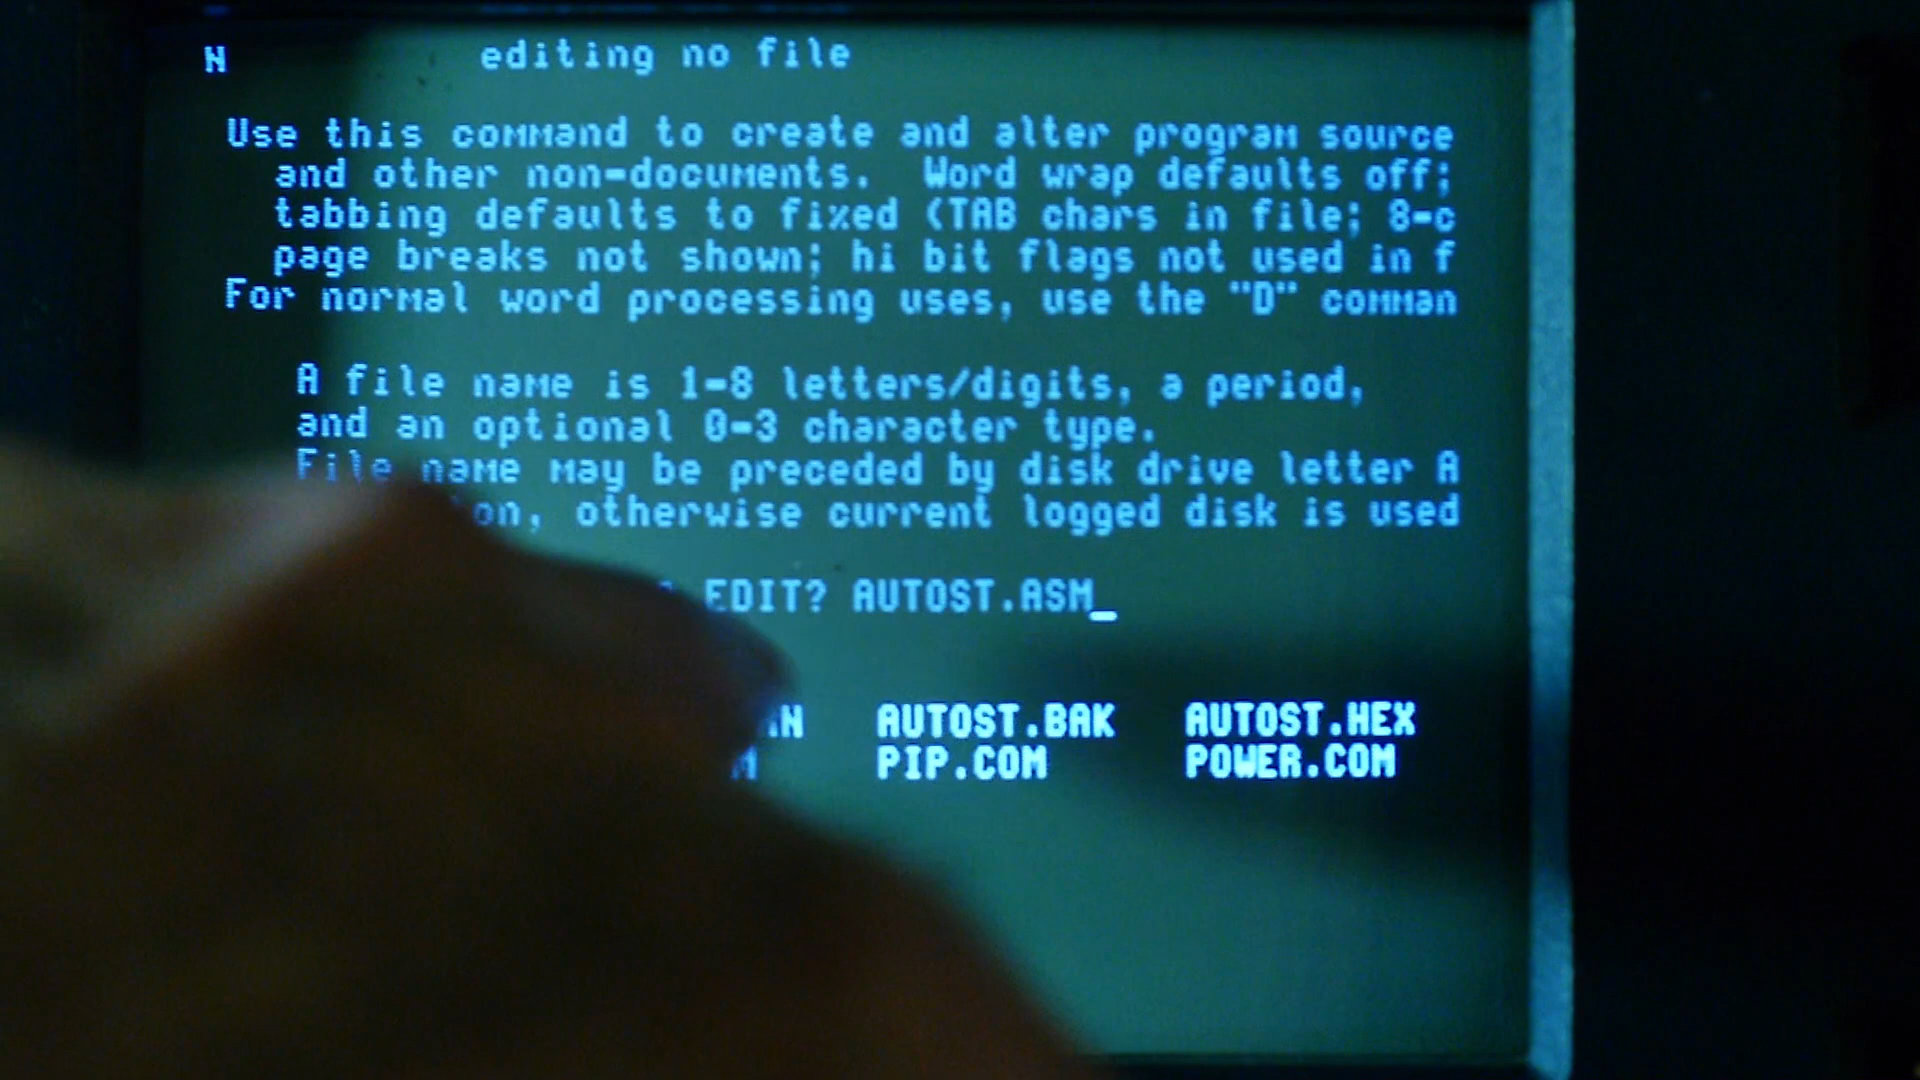 N editing no file
Use this command to create and alter program source
and other non-documents. Word wrap defaults off;
tabbing defaults to fixed (TAB chars in file; 8-c
page breaks not shown; hi bit flags not used in f
For normal word processing uses, use the "D" comman
A file name is 1-8 letters/digits, a period,
and an optional 0-3 character type.
File name may be preceded by disk drive letter A
on, otherwise current logged disk is used
EDIT? AUTOST.ASM_
AUTOST.BAK AUTOST.HEX
PIP.COM POWER.COM